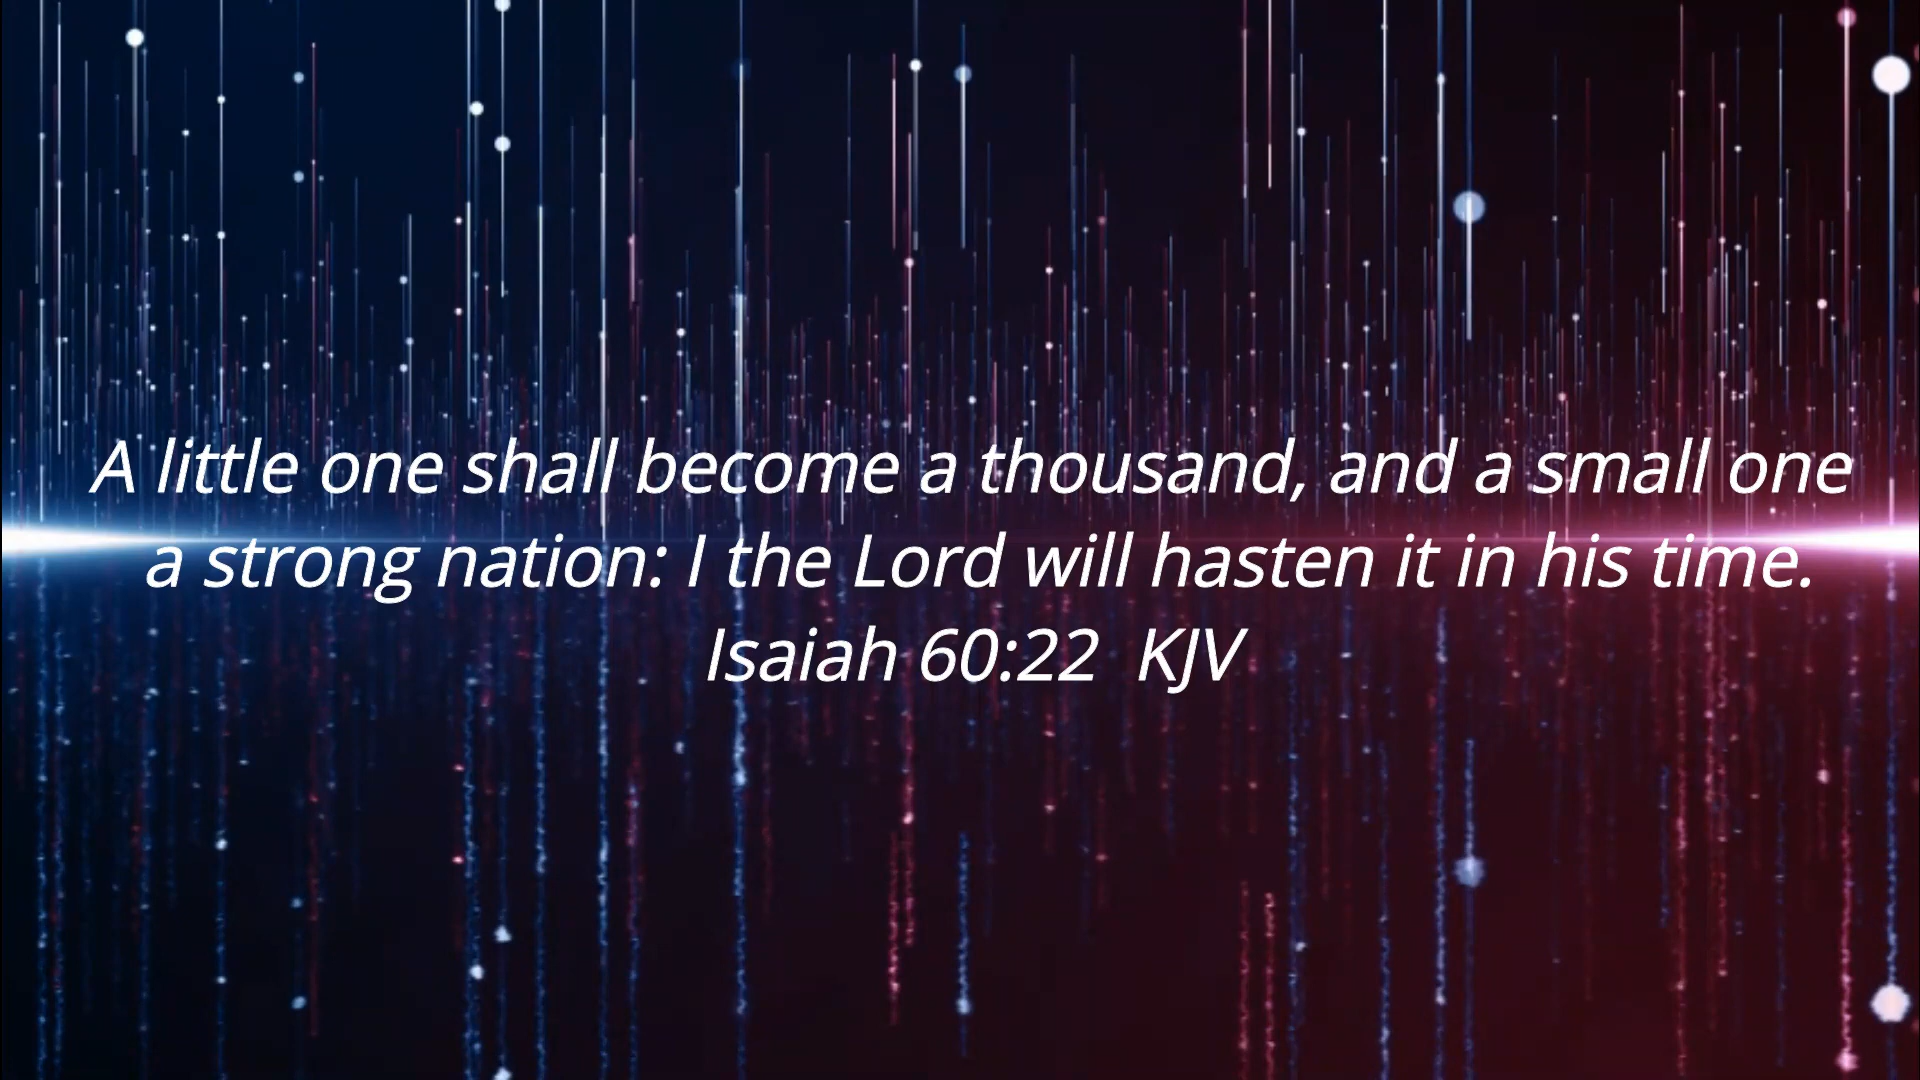 A little one shall become a thousand, and a small one
a strong nation: I the Lord will hasten it in his time.
Isaiah 60:22  KJV